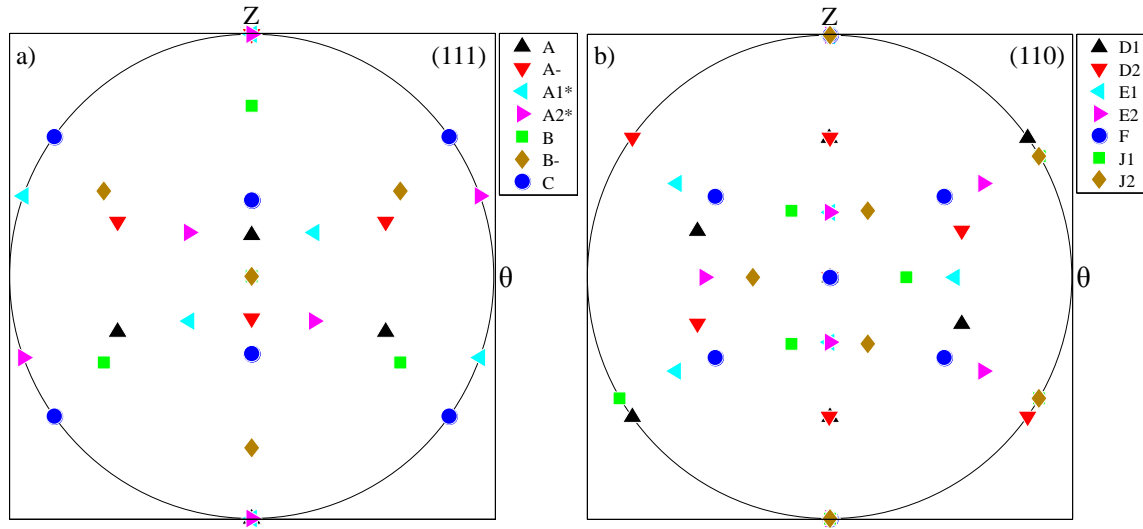 Z
a)
(111)
A
A-
A1*
A2*
B
B-
C
θ
Z
b)
(110)
D1
D2
E1
E2
F
J1
J2
θ